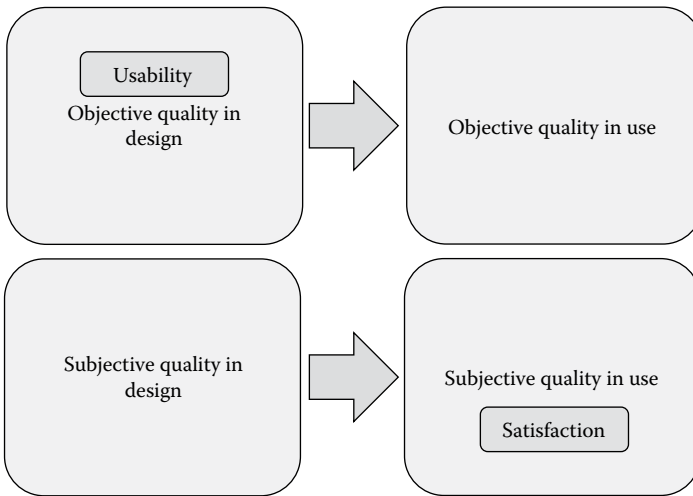 Usability
Objective quality in
design
Objective quality in use
Subjective quality in
design
Subjective quality in use
Satisfaction